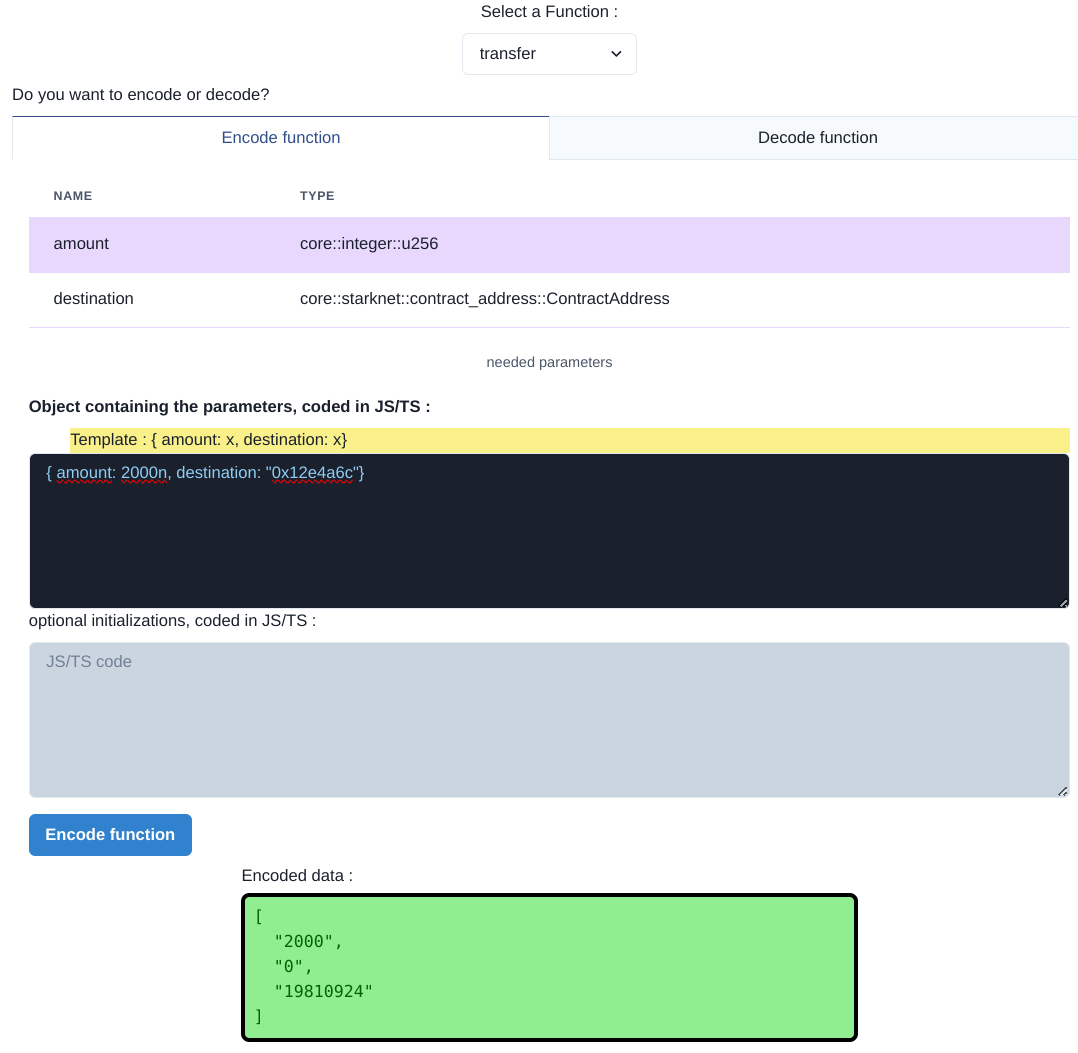 Select a Function :
transfer
Do you want to encode or decode?
Encode function Decode function
NAME TYPE
amount core::integer::u256
destination core::starknet::contract_address::ContractAddress
needed parameters
Object containing the parameters, coded in JS/TS :
Template : { amount: x, destination: x}
{ amount: 2000n, destination: "0x12e4a6c"}
optional initializations, coded in JS/TS :
JS/TS code
Encode function
Encoded data :
[
"2000",
"0",
"19810924"
]